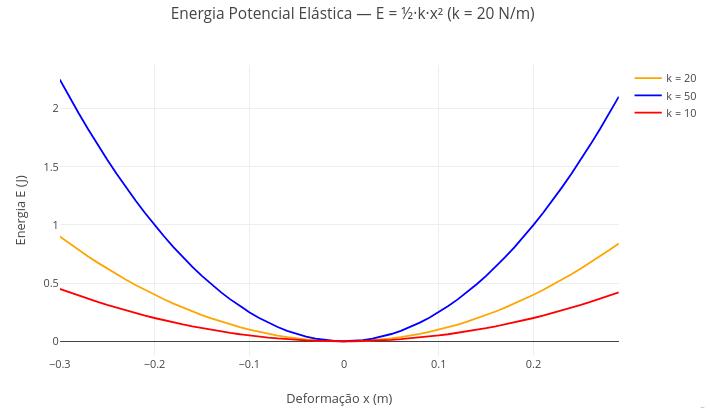 Energia Potencial Elástica — E = ½·k·x² (k = 20 N/m)
k = 20
k = 50
k = 10
2
1.5
1
0.5
0
Energia E (J)
−0.3
−0.2
−0.1
0
0.1
0.2
Deformação x (m)